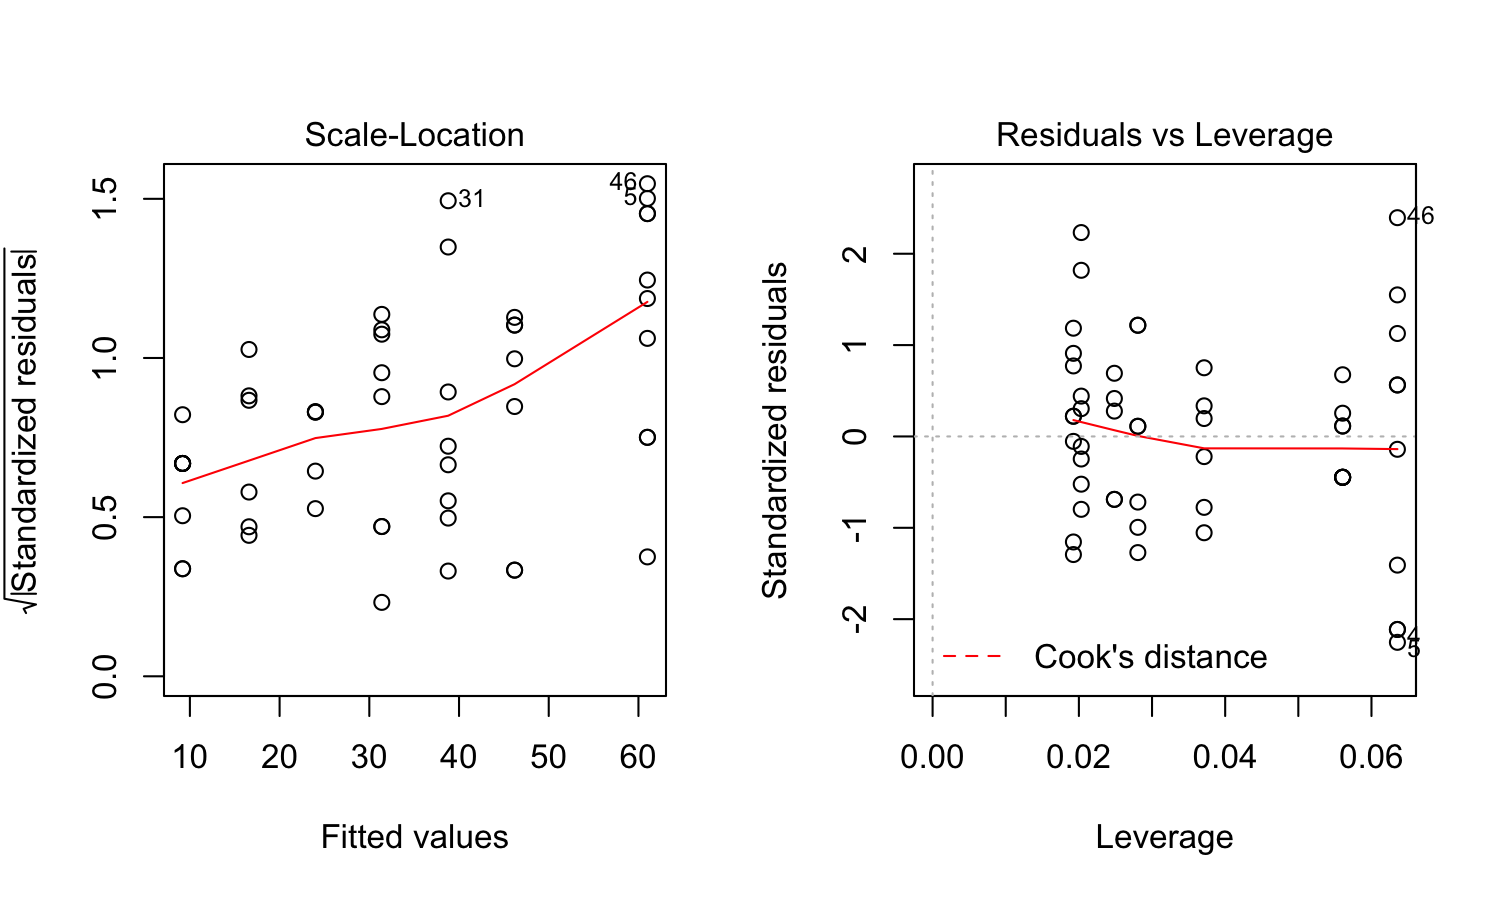 Scale-Location
√|Standardized residuals|
0.0
0.5
1.0
1.5
31
46
5
10 20 30 40 50 60
Fitted values
Residuals vs Leverage
Standardized residuals
-2
-1
0
1
2
46
4
5
Cook's distance
0.00 0.02 0.04 0.06
Leverage